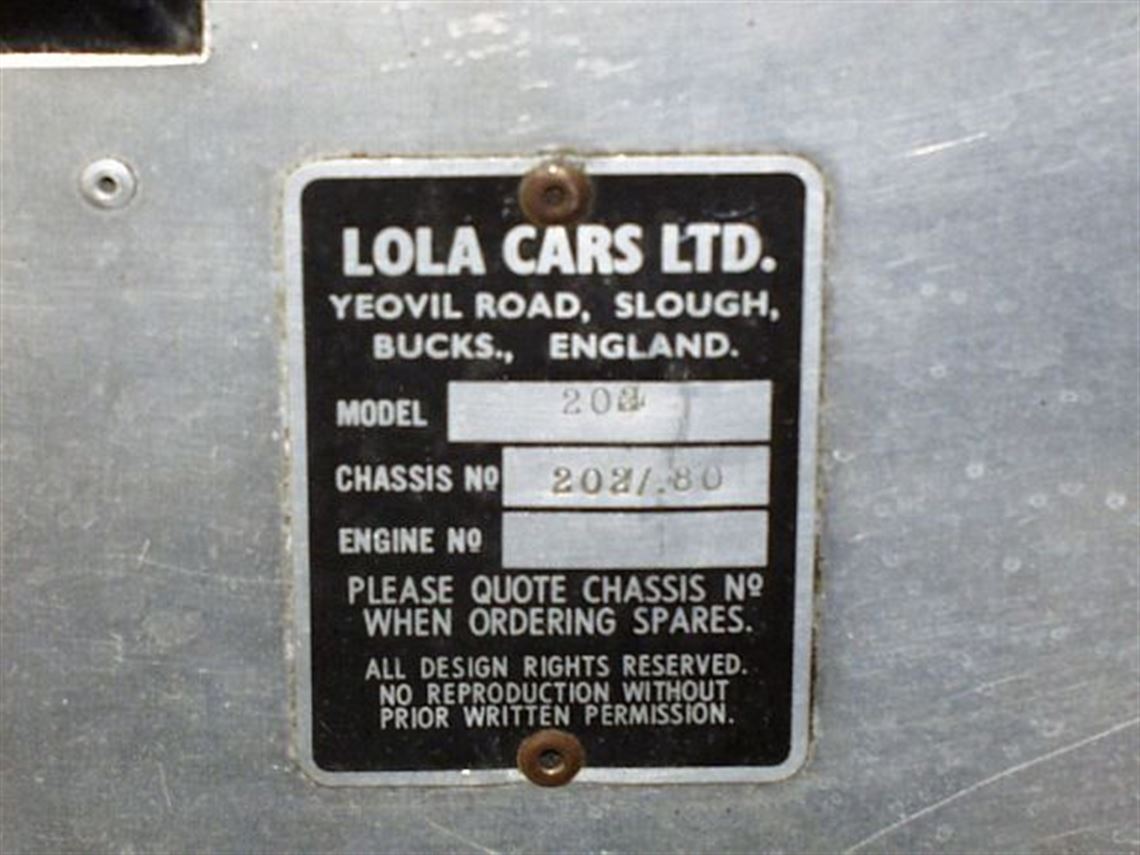 LOLA CARS LTD.
YEOVIL ROAD, SLOUGH,
BUCKS., ENGLAND.
MODEL
CHASSIS Nº
ENGINE Nº
PLEASE QUOTE CHASSIS Nº
WHEN ORDERING SPARES.
ALL DESIGN RIGHTS RESERVED.
NO REPRODUCTION WITHOUT
PRIOR WRITTEN PERMISSION.